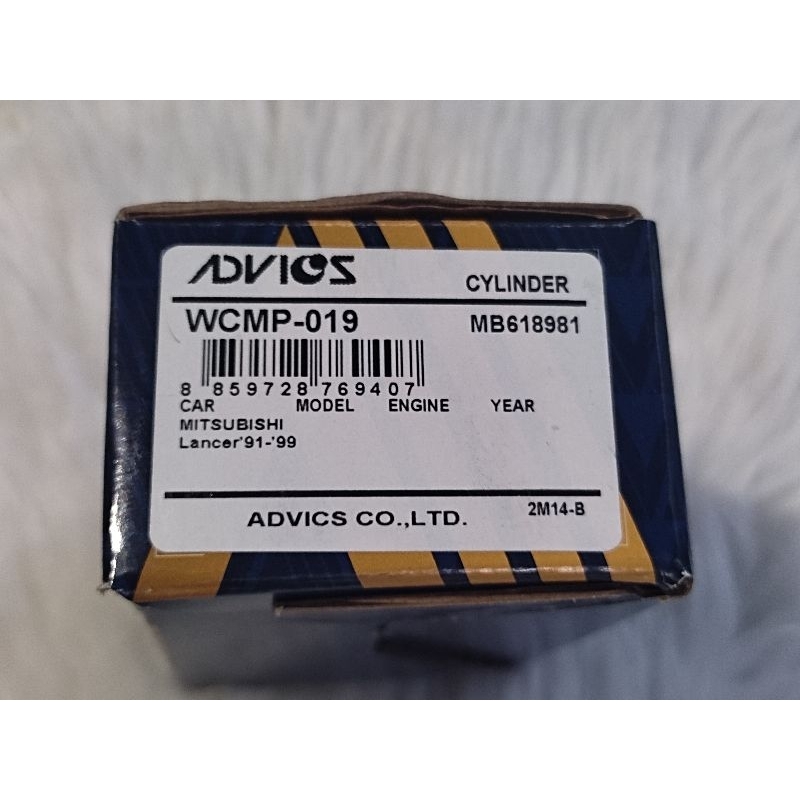 ADVICS
CYLINDER
WCMP-019
MB618981
8 859728 769407
CAR MODEL ENGINE YEAR
MITSUBISHI
Lancer'91-'99
2M14-B
ADVICS CO.,LTD.